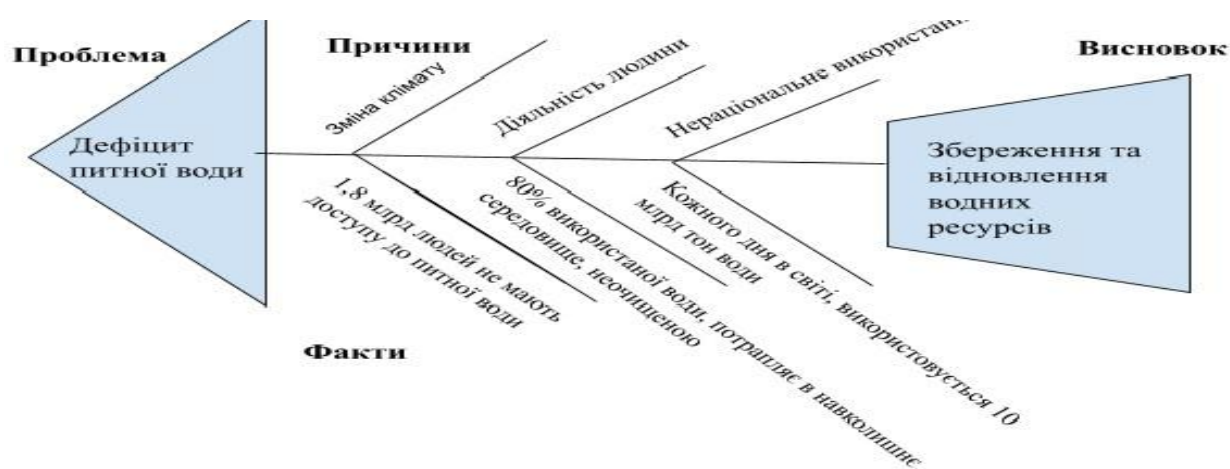 Проблема
Причини
Висновок
Дефіцит
питної води
Зміна клімату
Діяльність людини
Нераціональне
1,8 млрд людей не мають
доступу до питної води
80% використаної води, потрапляє в навколишнє
середовище, неочищеною
Кожного дня в світі, використовується 10
млрд тон води
Збереження та
відновлення
водних
ресурсів
Факти